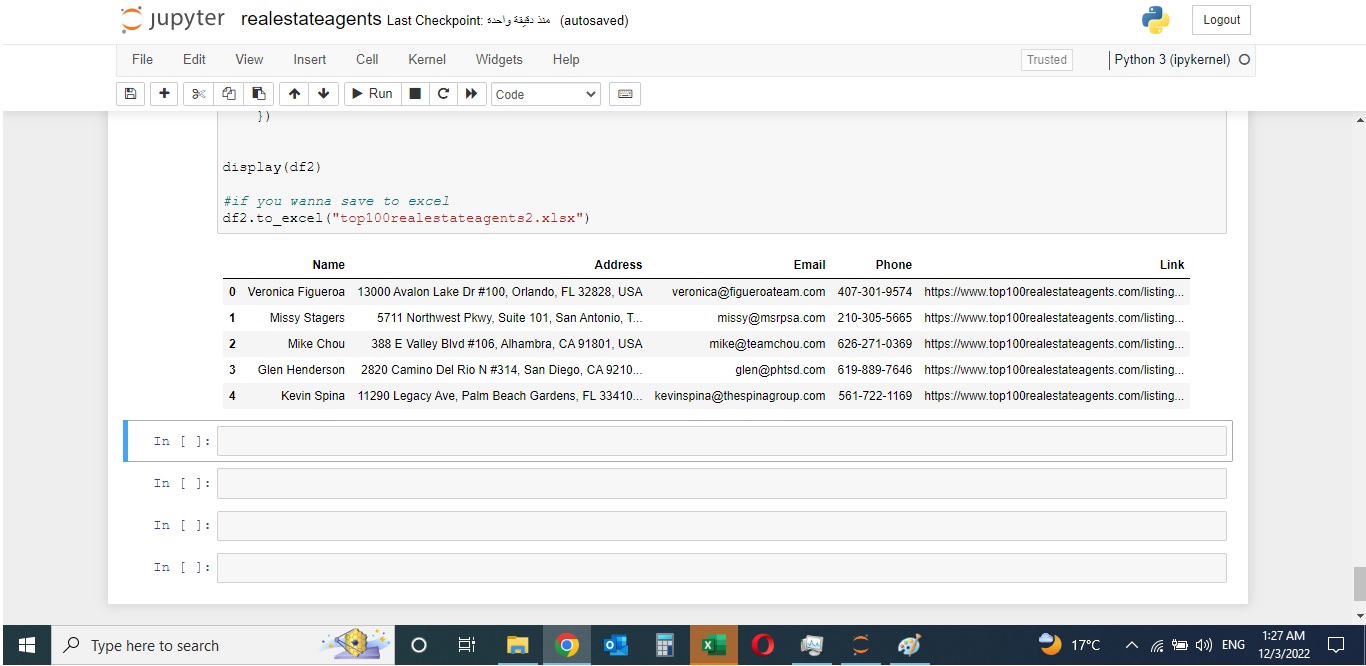 jupyter realestateagents Last Checkpoint: منذ دقيقة واحدة (autosaved)
Logout
File Edit View Insert Cell Kernel Widgets Help
Trusted
Python 3 (ipykernel)
Run
Code
})
display(df2)
#if you wanna save to excel
df2.to_excel("top100realestateagents2.xlsx")
Name Address Email Phone Link
0 Veronica Figueroa 13000 Avalon Lake Dr #100, Orlando, FL 32828, USA veronica@figueroateam.com 407-301-9574 https://www.top100realestateagents.com/listing...
1 Missy Stagers 5711 Northwest Pkwy, Suite 101, San Antonio, T... missy@msrpsa.com 210-305-5665 https://www.top100realestateagents.com/listing...
2 Mike Chou 388 E Valley Blvd #106, Alhambra, CA 91801, USA mike@teamchou.com 626-271-0369 https://www.top100realestateagents.com/listing...
3 Glen Henderson 2820 Camino Del Rio N #314, San Diego, CA 9210... glen@phtsd.com 619-889-7646 https://www.top100realestateagents.com/listing...
4 Kevin Spina 11290 Legacy Ave, Palm Beach Gardens, FL 33410... kevinspina@thespinagroup.com 561-722-1169 https://www.top100realestateagents.com/listing...
In [ ]:
In [ ]:
In [ ]:
In [ ]:
Type here to search
17°C
ENG
1:27 AM
12/3/2022